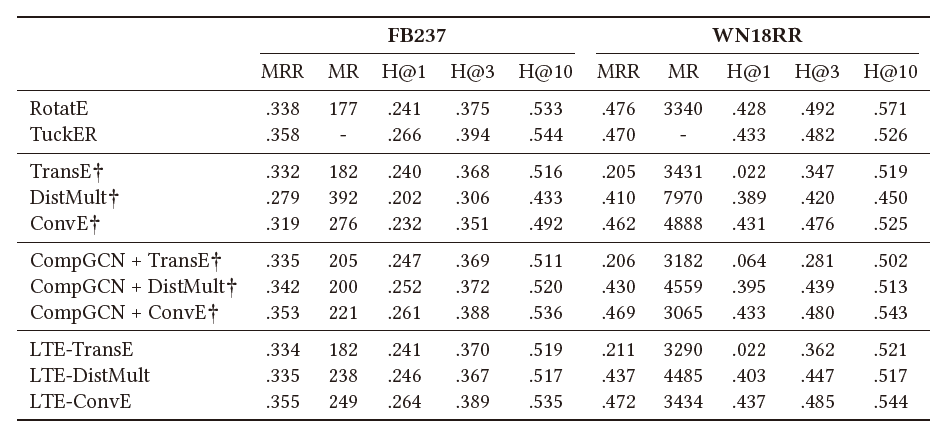 FB237 WN18RR
MRR MR H@1 H@3 H@10 MRR MR H@1 H@3 H@10
RotatE .338 177 .241 .375 .533 .476 3340 .428 .492 .571
TuckER .358 - .266 .394 .544 .470 - .433 .482 .526
TransE† .332 182 .240 .368 .516 .205 3431 .022 .347 .519
DistMult† .279 392 .202 .306 .433 .410 7970 .389 .420 .450
ConvE† .319 276 .232 .351 .492 .462 4888 .431 .476 .525
CompGCN + TransE† .335 205 .247 .369 .511 .206 3182 .064 .281 .502
CompGCN + DistMult† .342 200 .252 .372 .520 .430 4559 .395 .439 .513
CompGCN + ConvE† .353 221 .261 .388 .536 .469 3065 .433 .480 .543
LTE-TransE .334 182 .241 .370 .519 .211 3290 .022 .362 .521
LTE-DistMult .335 238 .246 .367 .517 .437 4485 .403 .447 .517
LTE-ConvE .355 249 .264 .389 .535 .472 3434 .437 .485 .544